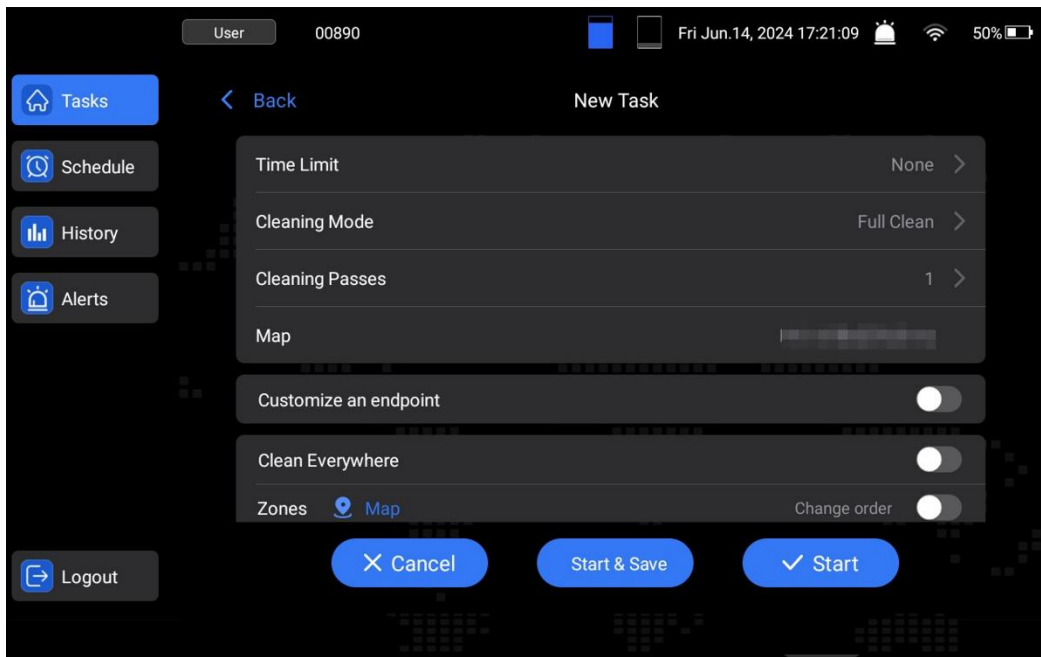 User 00890 Fri Jun.14, 2024 17:21:09 50%
Tasks
Schedule
History
Alerts
Logout
Back New Task
Time Limit None
Cleaning Mode Full Clean
Cleaning Passes 1
Map
Customize an endpoint
Clean Everywhere
Zones Map Change order
Cancel Start & Save Start